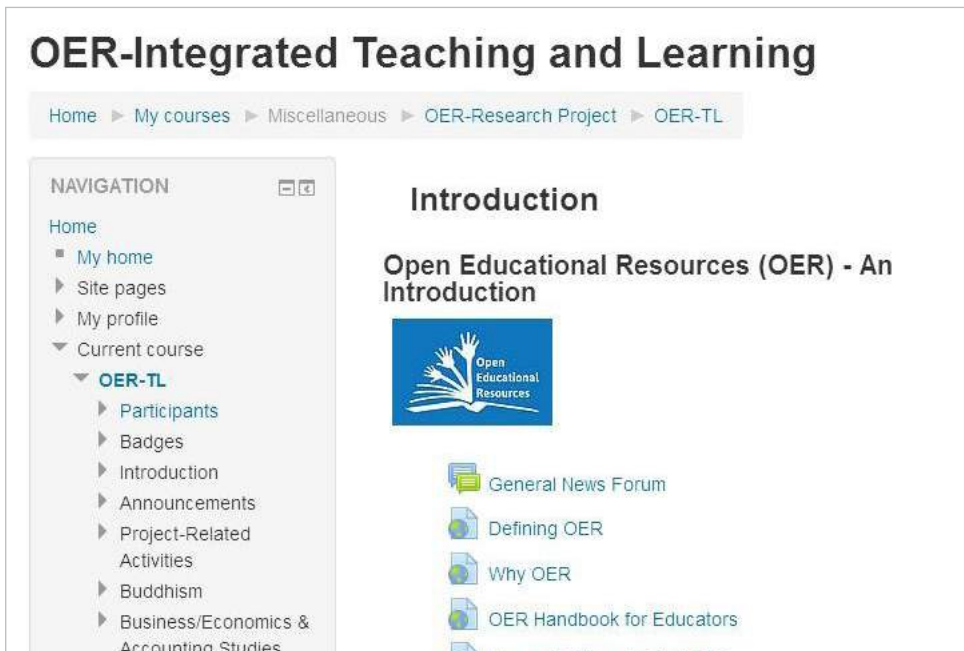 OER-Integrated Teaching and Learning
Home ▶ My courses ▶ Miscellaneous ▶ OER-Research Project ▶ OER-TL
NAVIGATION
Home
My home
Site pages
My profile
Current course
OER-TL
Participants
Badges
Introduction
Announcements
Project-Related
Activities
Buddhism
Business/Economics &
Accounting Studies
Introduction
Open Educational Resources (OER) - An
Introduction
Open
Educational
Resources
General News Forum
Defining OER
Why OER
OER Handbook for Educators